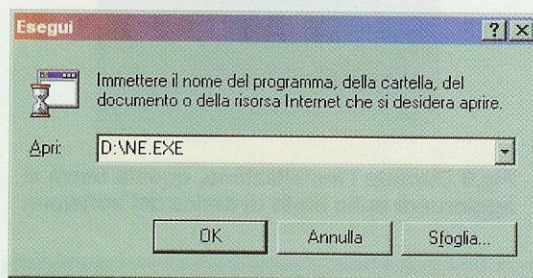 Esegui
Immettere il nome del programma, della cartella, del
documento o della risorsa Internet che si desidera aprire.
Apri:
D:\NE.EXE
OK
Annulla
Sfoglia...